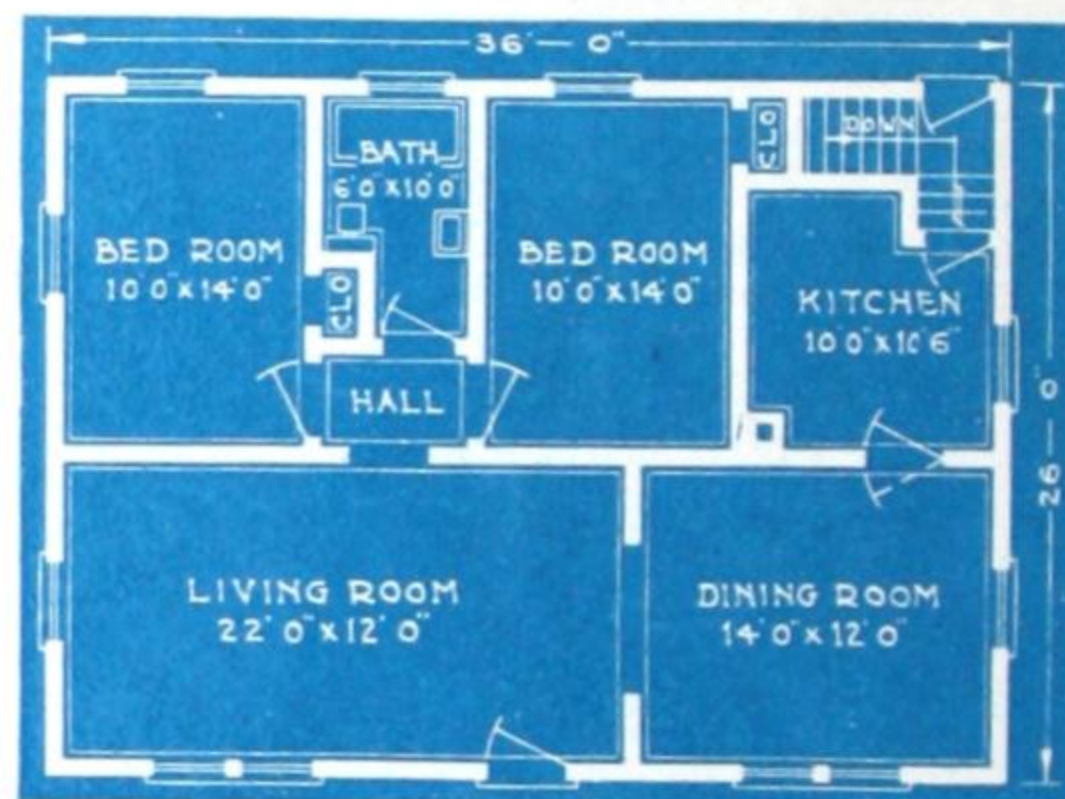 36'-0"
BATH
6'0"X10'0"
CLO
DOWN
BED ROOM
10'0"X14'0"
CLO
BED ROOM
10'0"X14'0"
KITCHEN
10'0"X10'6"
HALL
26'-0"
LIVING ROOM
22'0"X12'0"
DINING ROOM
14'0"X12'0"